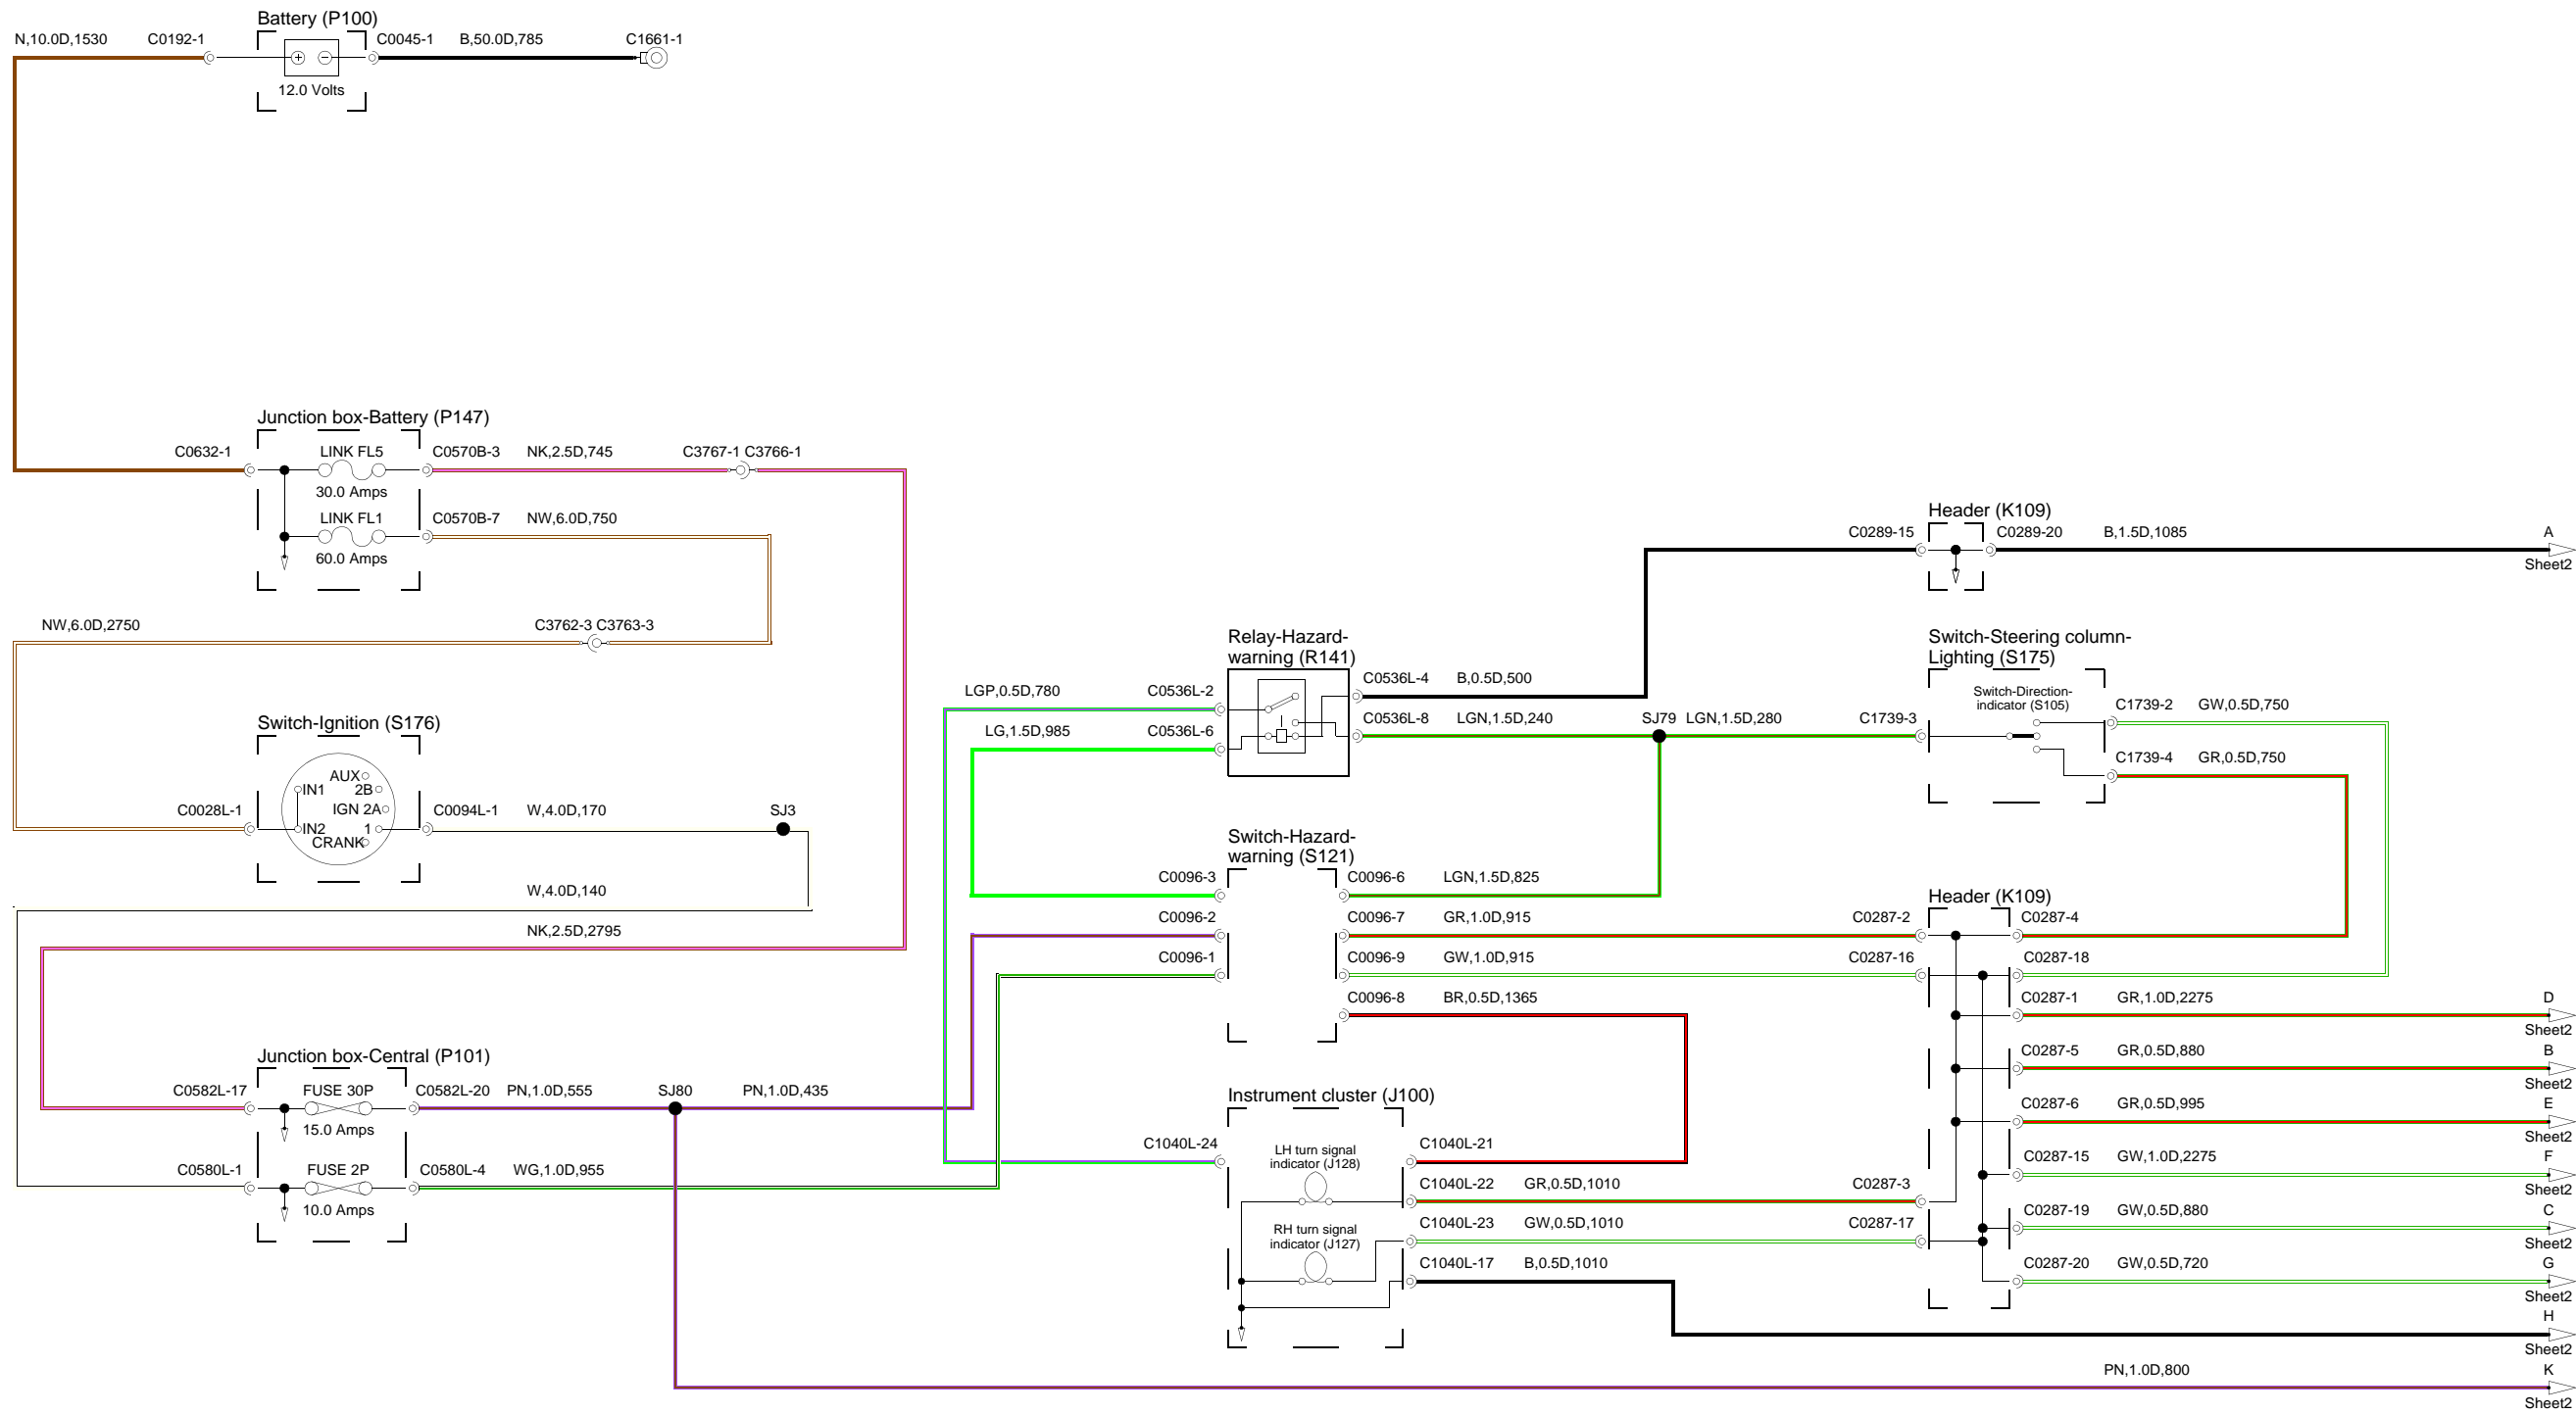 Battery (P100)
N,10.0D,1530
C0192-1
C0045-1
B,50.0D,785
C1661-1
12.0 Volts
Junction box-Battery (P147)
C0632-1
LINK FL5
C0570B-3
NK,2.5D,745
C3767-1
C3766-1
30.0 Amps
LINK FL1
C0570B-7
NW,6.0D,750
60.0 Amps
NW,6.0D,2750
C3762-3
C3763-3
Switch-Ignition (S176)
AUX
IN1
2B
IGN 2A
C0028L-1
IN2
1
CRANK
C0094L-1
W,4.0D,170
SJ3
W,4.0D,140
NK,2.5D,2795
Junction box-Central (P101)
C0582L-17
FUSE 30P
C0582L-20
PN,1.0D,555
SJ80
PN,1.0D,435
15.0 Amps
C0580L-1
FUSE 2P
C0580L-4
WG,1.0D,955
10.0 Amps
Relay-Hazard-
warning (R141)
LGP,0.5D,780
C0536L-2
C0536L-4
B,0.5D,500
LG,1.5D,985
C0536L-6
C0536L-8
LGN,1.5D,240
SJ79
LGN,1.5D,280
C1739-3
Switch-Hazard-
warning (S121)
C0096-3
C0096-6
LGN,1.5D,825
C0096-2
C0096-7
GR,1.0D,915
C0287-2
C0096-1
C0096-9
GW,1.0D,915
C0287-16
C0096-8
BR,0.5D,1365
Instrument cluster (J100)
C1040L-24
LH turn signal
indicator (J128)
C1040L-21
C1040L-22
GR,0.5D,1010
C0287-3
RH turn signal
indicator (J127)
C1040L-23
GW,0.5D,1010
C0287-17
C1040L-17
B,0.5D,1010
Header (K109)
C0289-15
C0289-20
B,1.5D,1085
A
Sheet2
Switch-Steering column-
Lighting (S175)
Switch-Direction-
indicator (S105)
C1739-2
GW,0.5D,750
C1739-4
GR,0.5D,750
Header (K109)
C0287-4
C0287-18
C0287-1
GR,1.0D,2275
D
Sheet2
C0287-5
GR,0.5D,880
B
Sheet2
C0287-6
GR,0.5D,995
E
Sheet2
C0287-15
GW,1.0D,2275
F
Sheet2
C0287-19
GW,0.5D,880
C
Sheet2
C0287-20
GW,0.5D,720
G
Sheet2
H
Sheet2
PN,1.0D,800
K
Sheet2